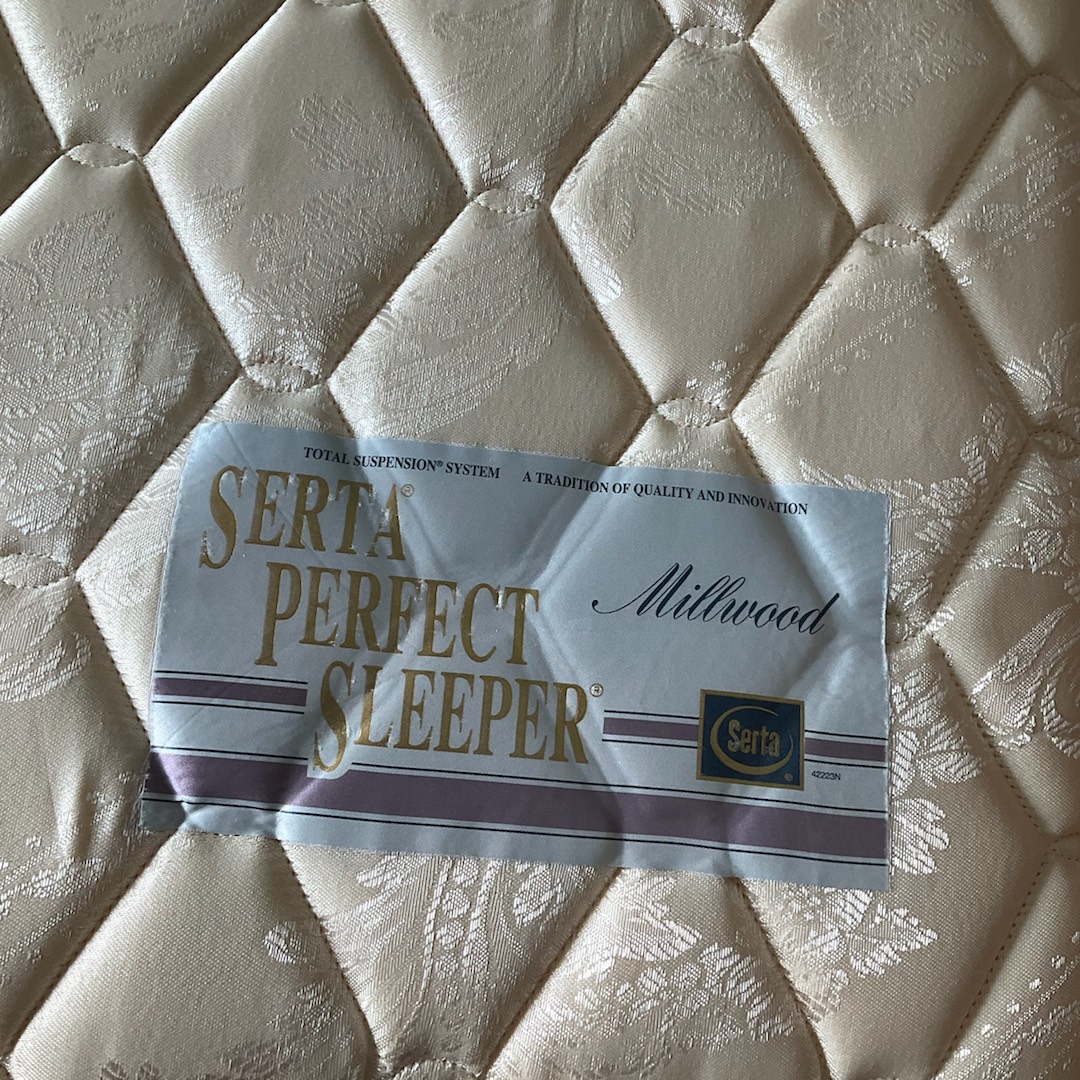 TOTAL SUSPENSION® SYSTEM A TRADITION OF QUALITY AND INNOVATION
SERTA®
PERFECT
SLEEPER®
Millwood
Serta®
42223N